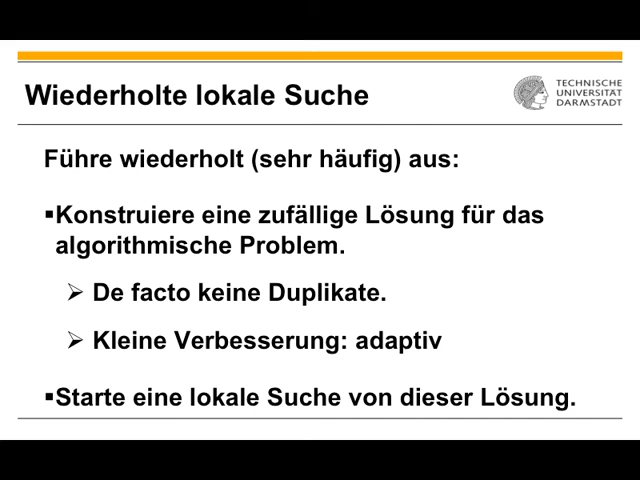 Wiederholte lokale Suche
TECHNISCHE
UNIVERSITÄT
DARMSTADT
Führe wiederholt (sehr häufig) aus:
▪Konstruiere eine zufällige Lösung für das
algorithmische Problem.
➢ De facto keine Duplikate.
➢ Kleine Verbesserung: adaptiv
▪Starte eine lokale Suche von dieser Lösung.